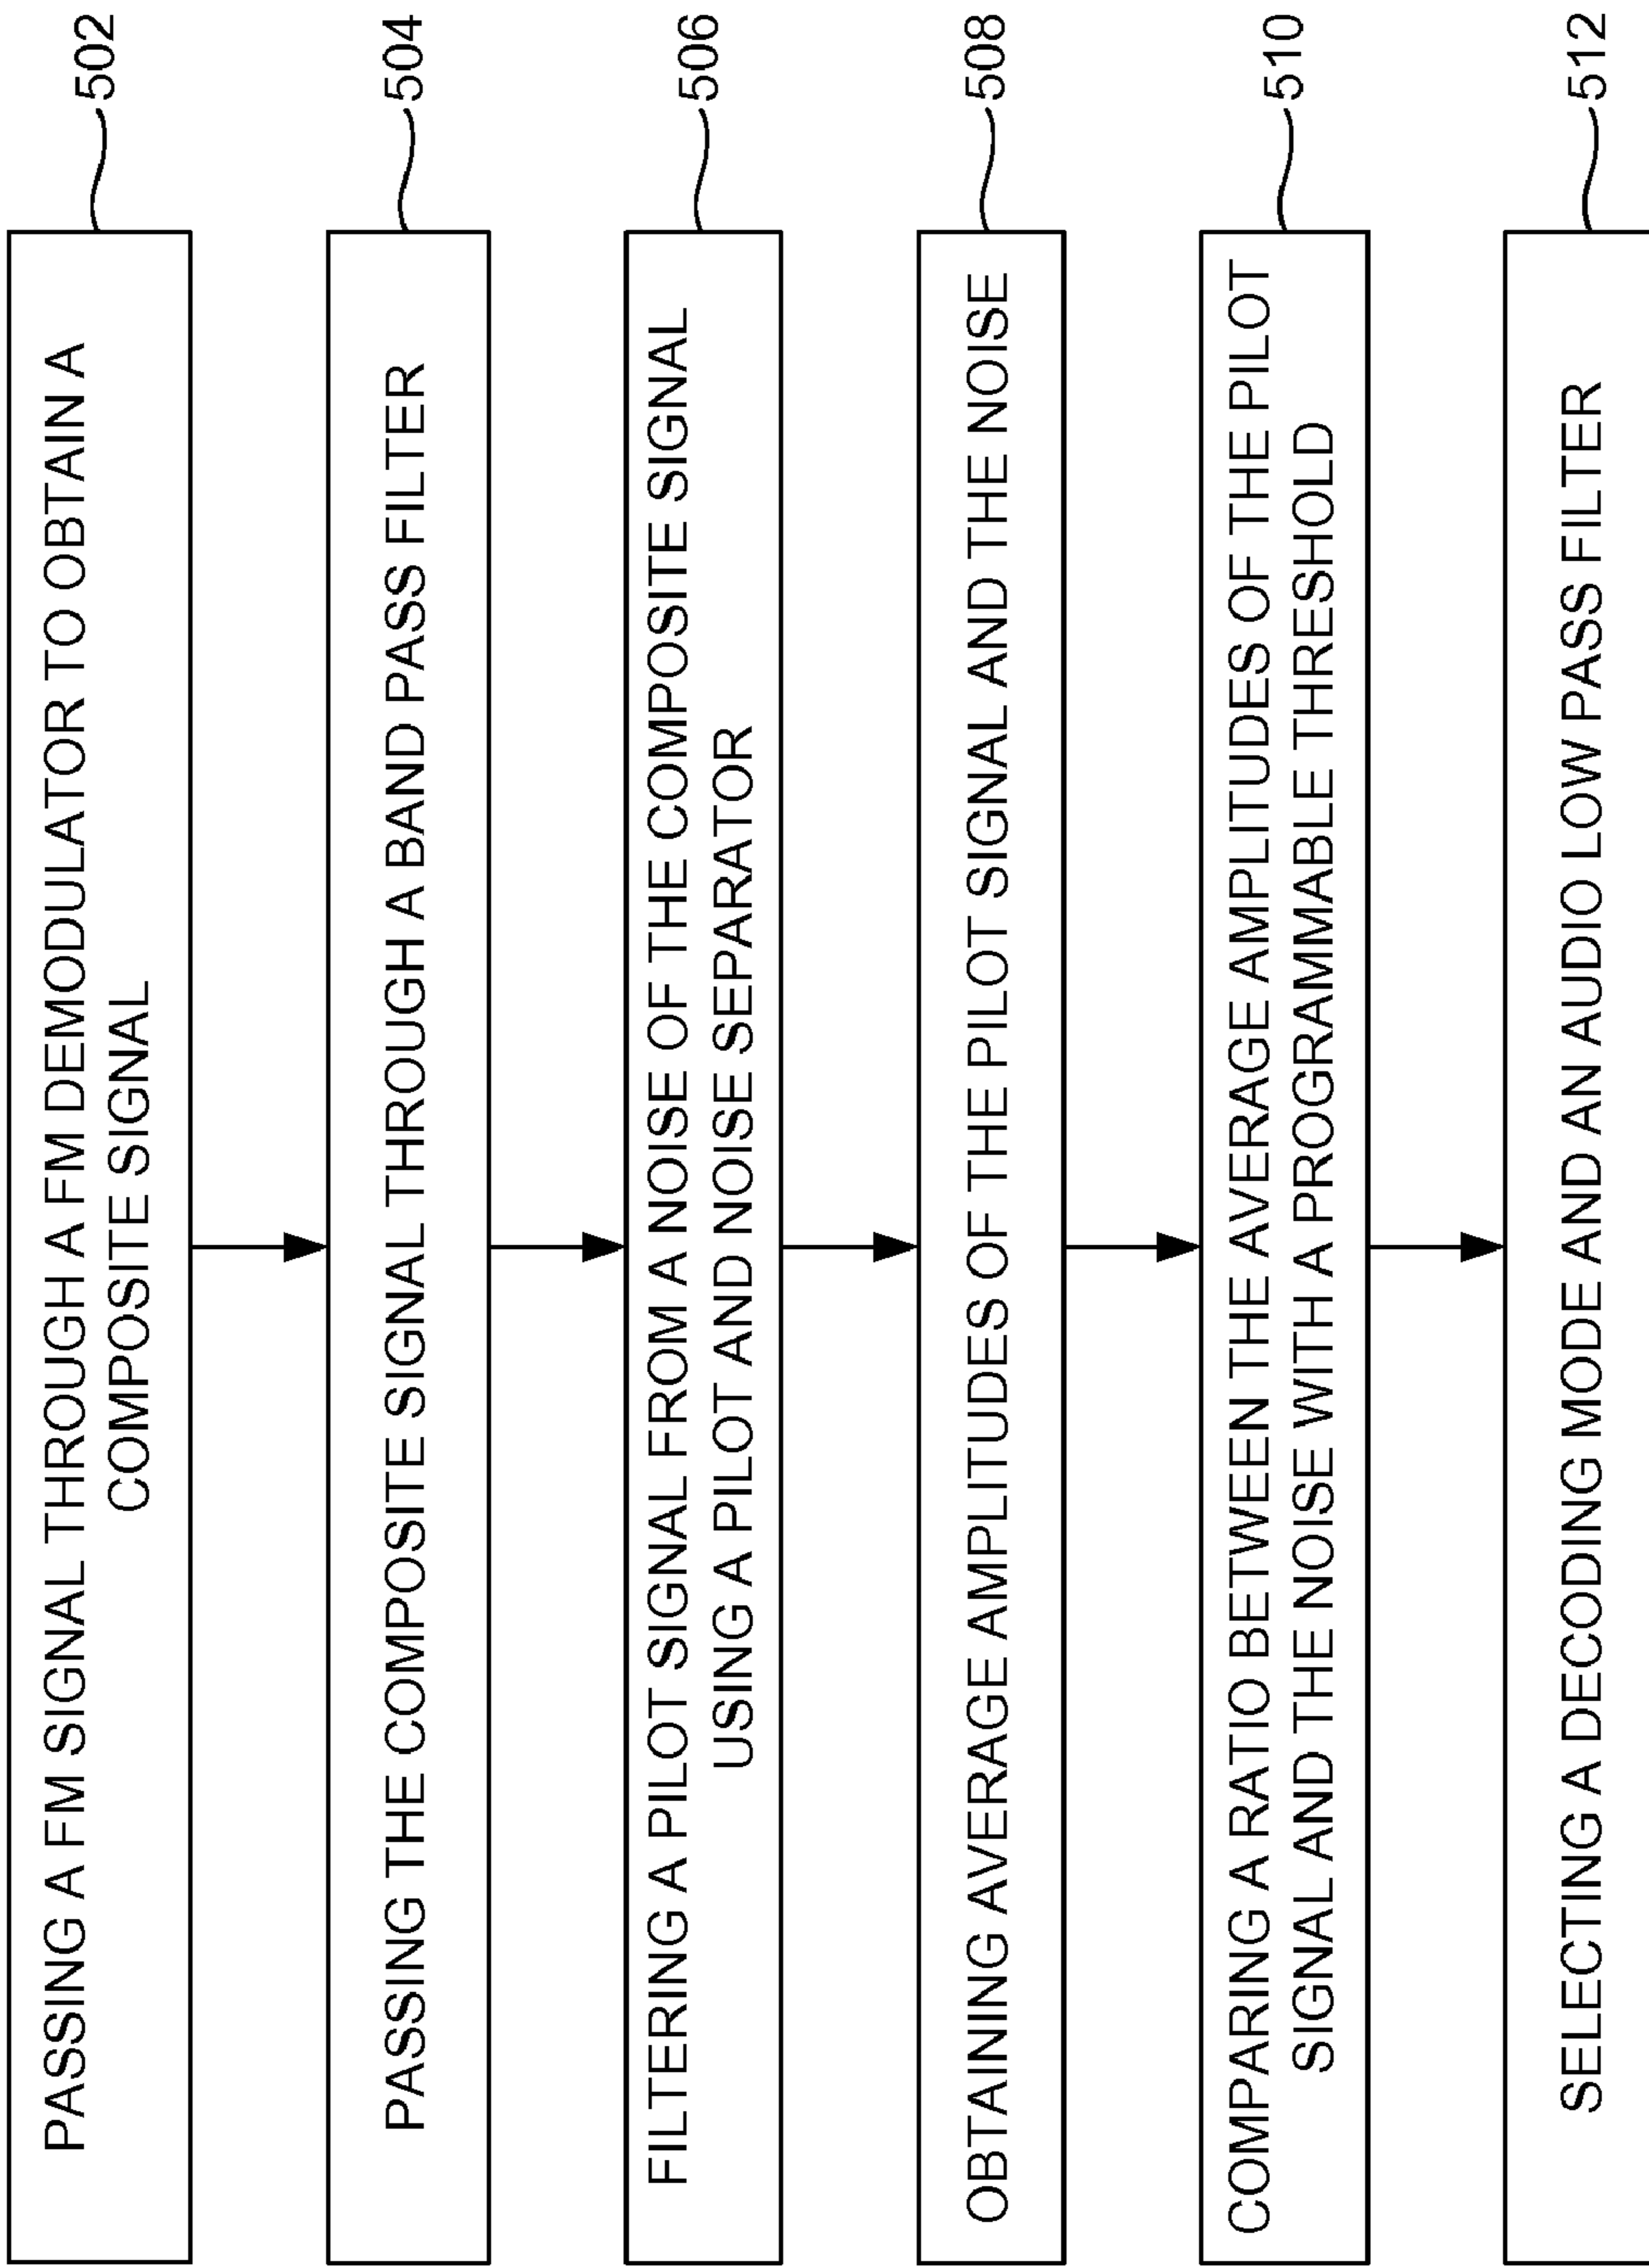 PASSING A FM SIGNAL THROUGH A FM DEMODULATOR TO OBTAIN A
COMPOSITE SIGNAL
502
PASSING THE COMPOSITE SIGNAL THROUGH A BAND PASS FILTER
504
FILTERING A PILOT SIGNAL FROM A NOISE OF THE COMPOSITE SIGNAL
USING A PILOT AND NOISE SEPARATOR
506
OBTAINING AVERAGE AMPLITUDES OF THE PILOT SIGNAL AND THE NOISE
508
COMPARING A RATIO BETWEEN THE AVERAGE AMPLITUDES OF THE PILOT
SIGNAL AND THE NOISE WITH A PROGRAMMABLE THRESHOLD
510
SELECTING A DECODING MODE AND AN AUDIO LOW PASS FILTER
512